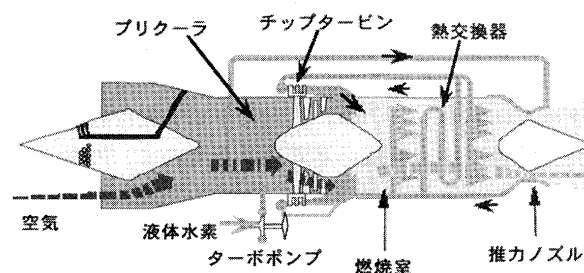 プリクーラ
チップタービン
熱交換器
空気
液体水素
ターボポンプ
燃焼室
推力ノズル